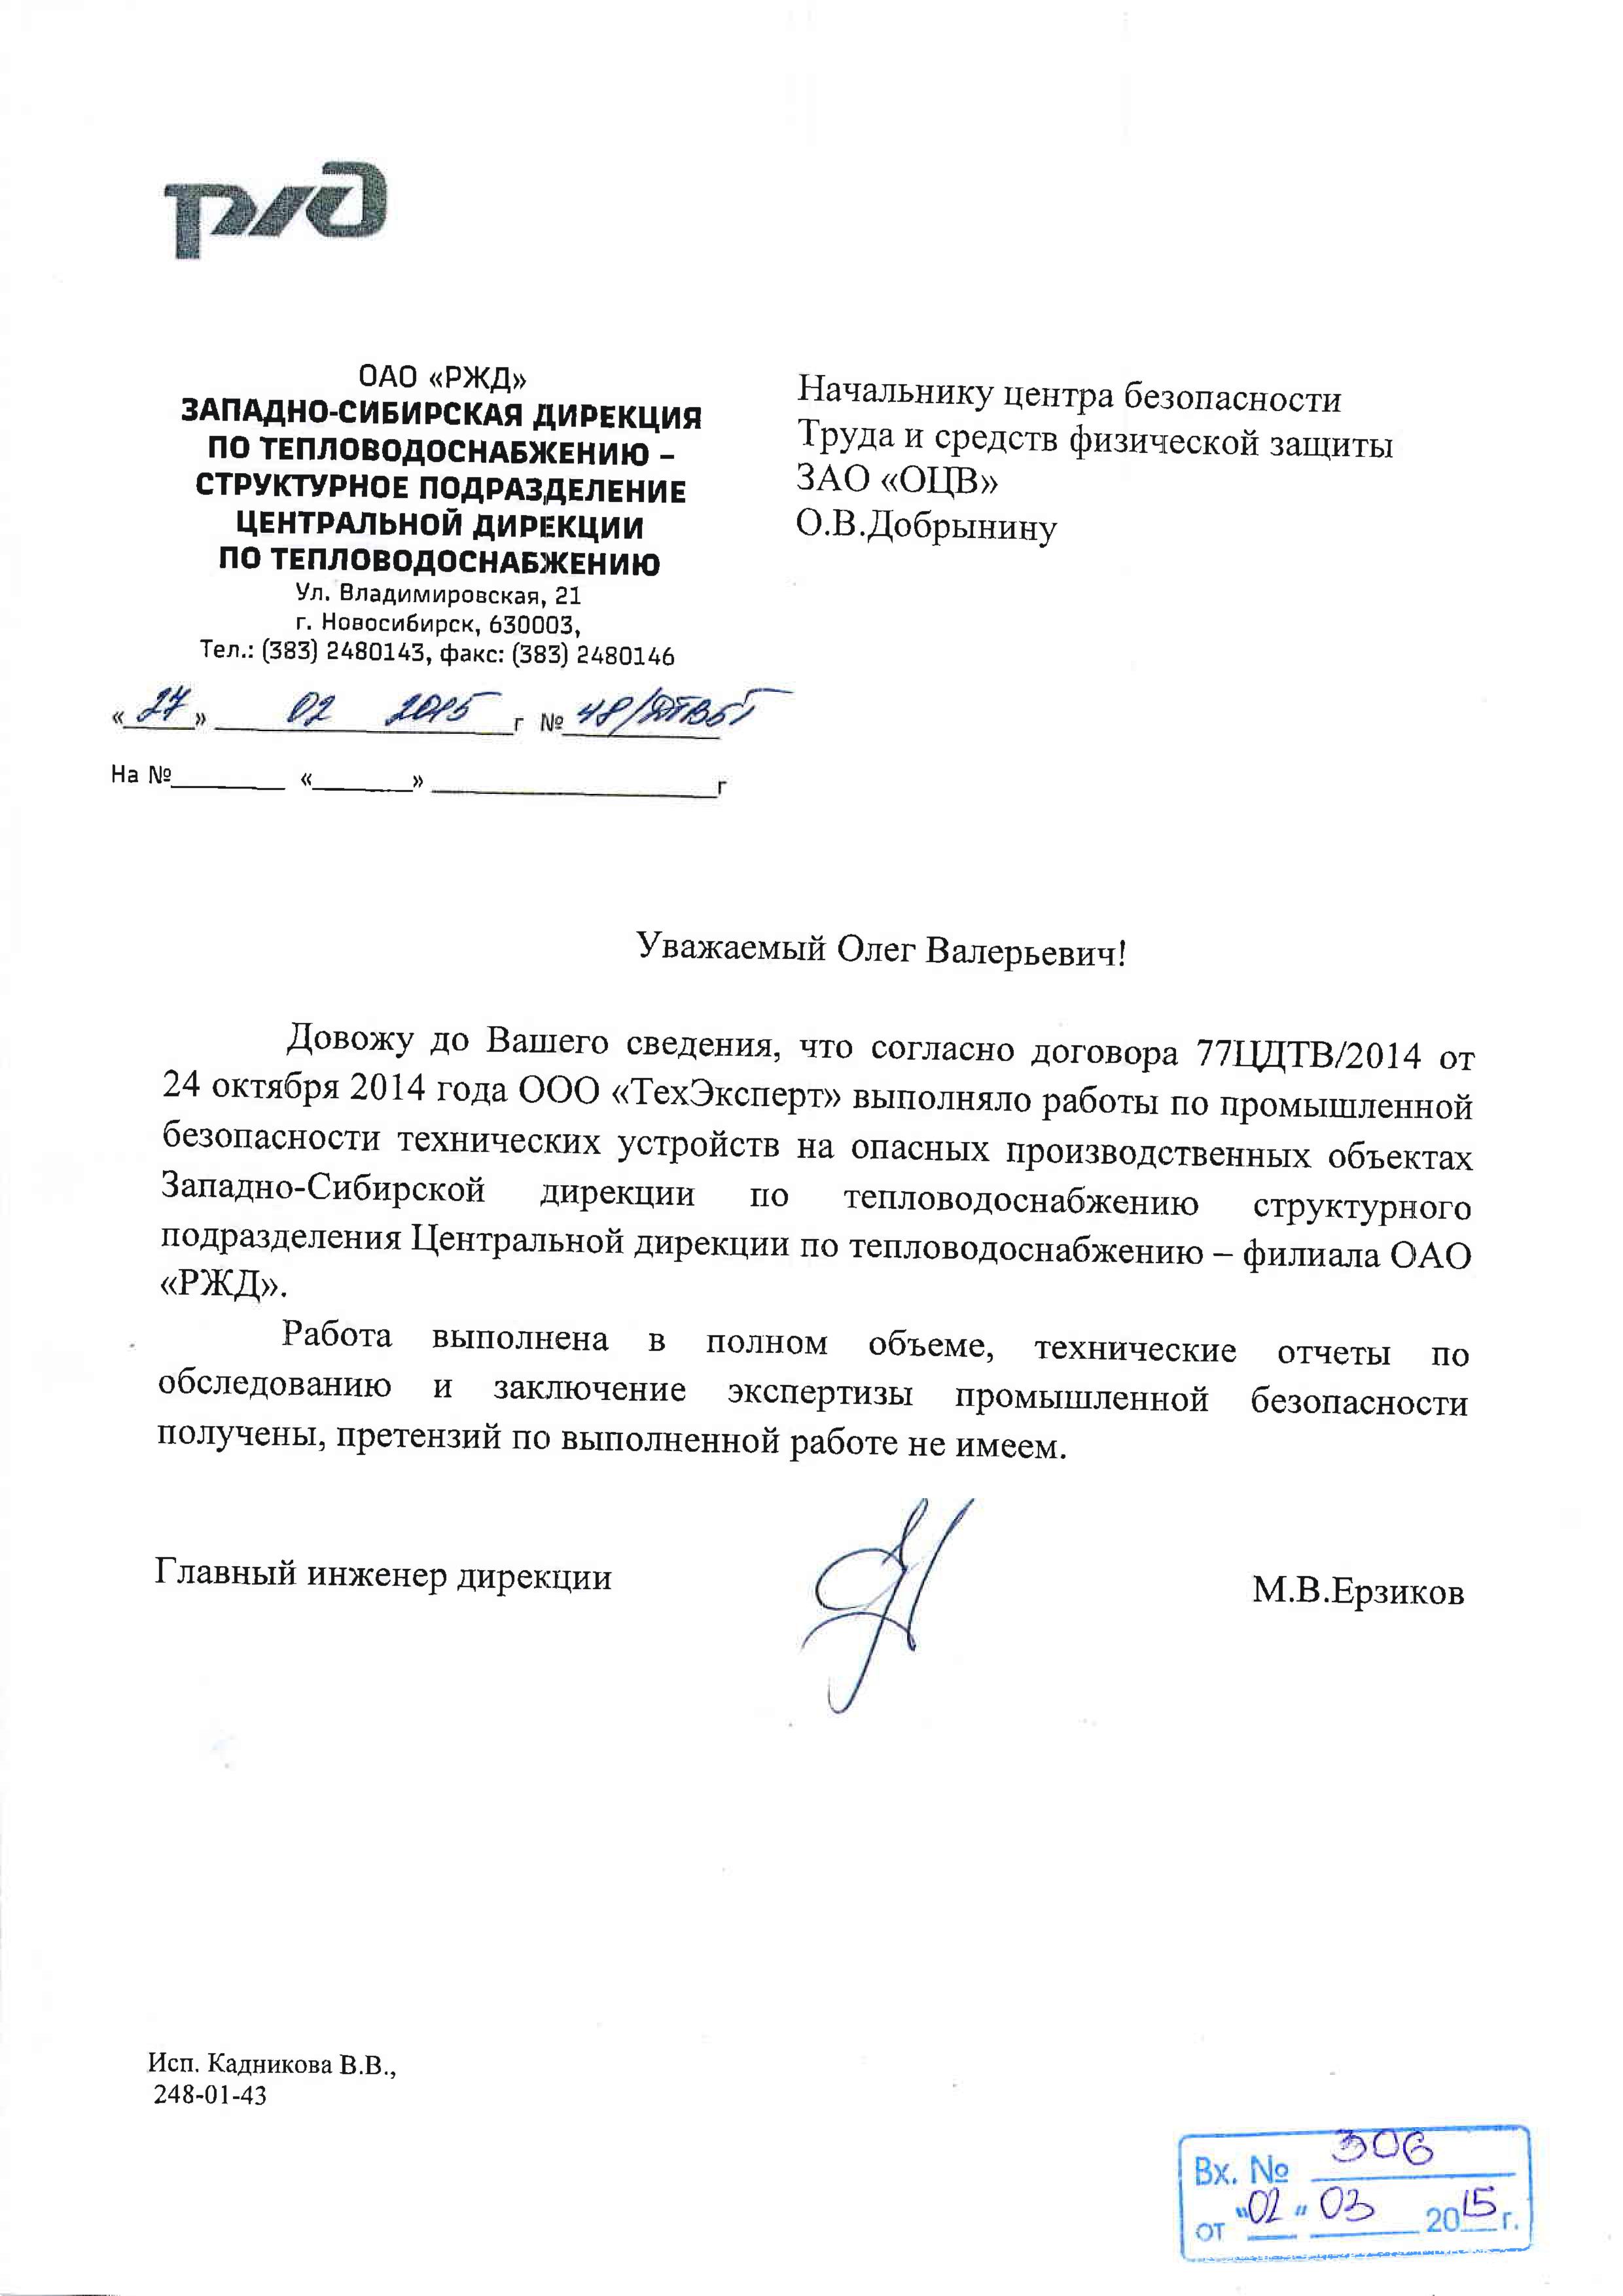 РЖД
ОАО «РЖД»
ЗАПАДНО-СИБИРСКАЯ ДИРЕКЦИЯ
ПО ТЕПЛОВОДОСНАБЖЕНИЮ –
СТРУКТУРНОЕ ПОДРАЗДЕЛЕНИЕ
ЦЕНТРАЛЬНОЙ ДИРЕКЦИИ
ПО ТЕПЛОВОДОСНАБЖЕНИЮ
Ул. Владимировская, 21
г. Новосибирск, 630003,
Тел.: (383) 2480143, факс: (383) 2480146
«27» 02 2015 г № 48/
На № «» г
Начальнику центра безопасности
Труда и средств физической защиты
ЗАО «ОЦВ»
О.В.Добрынину
Уважаемый Олег Валерьевич!
Довожу до Вашего сведения, что согласно договора 77ЦДТВ/2014 от
24 октября 2014 года ООО «ТехЭксперт» выполняло работы по промышленной
безопасности технических устройств на опасных производственных объектах
Западно-Сибирской дирекции по тепловодоснабжению структурного
подразделения Центральной дирекции по тепловодоснабжению – филиала ОАО
«РЖД».
Работа выполнена в полном объеме, технические отчеты по
обследованию и заключение экспертизы промышленной безопасности
получены, претензий по выполненной работе не имеем.
Главный инженер дирекции М.В.Ерзиков
Исп. Кадникова В.В.,
248-01-43
Вх. № 306
от "02" 03 2015 г.